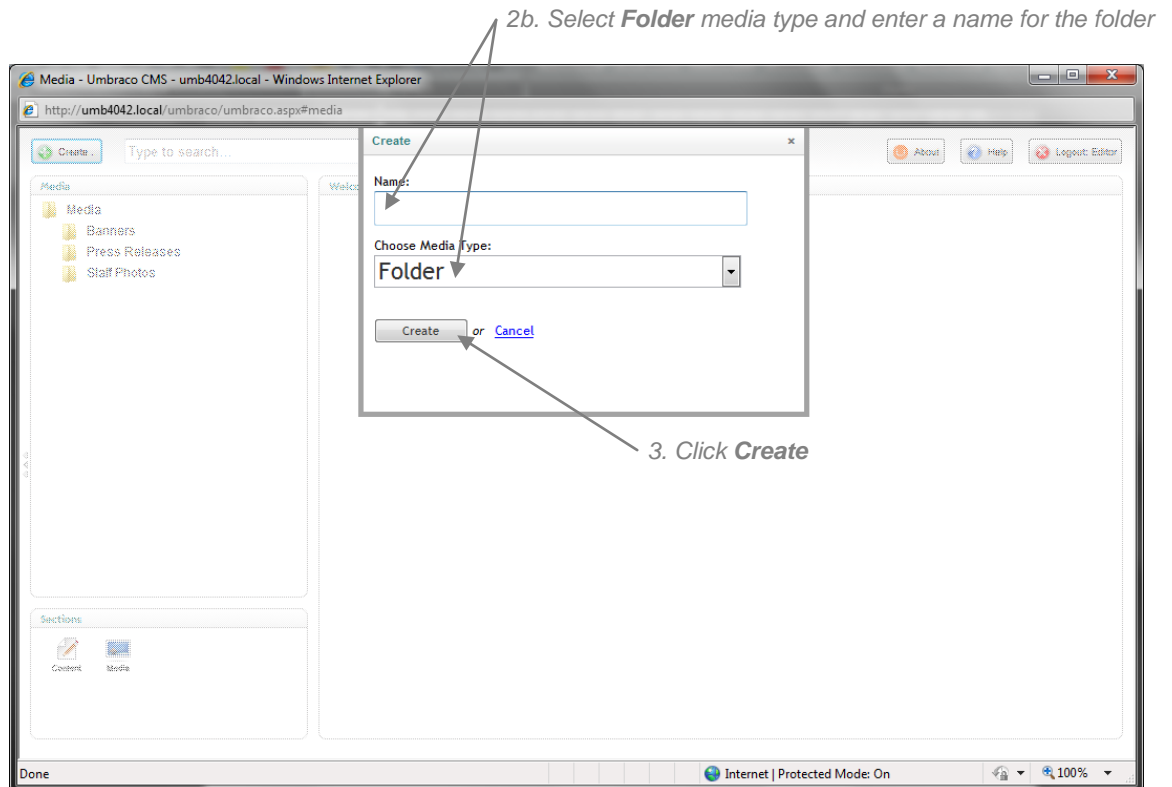 2b. Select Folder media type and enter a name for the folder
Media - Umbraco CMS - umb4042.local - Windows Internet Explorer
http://umb4042.local/umbraco/umbraco.aspx#media
Create...
Type to search...
Create
x
About
Help
Logout: Editor
Media
Welco
Name:
Media
Banners
Press Releases
Staff Photos
Choose Media Type:
Folder
Create or Cancel
3. Click Create
Sections
Content
Media
Done
Internet | Protected Mode: On
100%